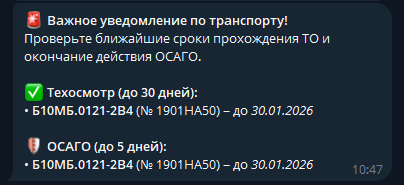 🚨 Важное уведомление по транспорту!
Проверьте ближайшие сроки прохождения ТО и
окончание действия ОСАГО.
✅ Техосмотр (до 30 дней):
• Б10МБ.0121-2В4 (№ 1901НА50) – до 30.01.2026
ОСАГО (до 5 дней):
• Б10МБ.0121-2В4 (№ 1901НА50) – до 30.01.2026
10:47